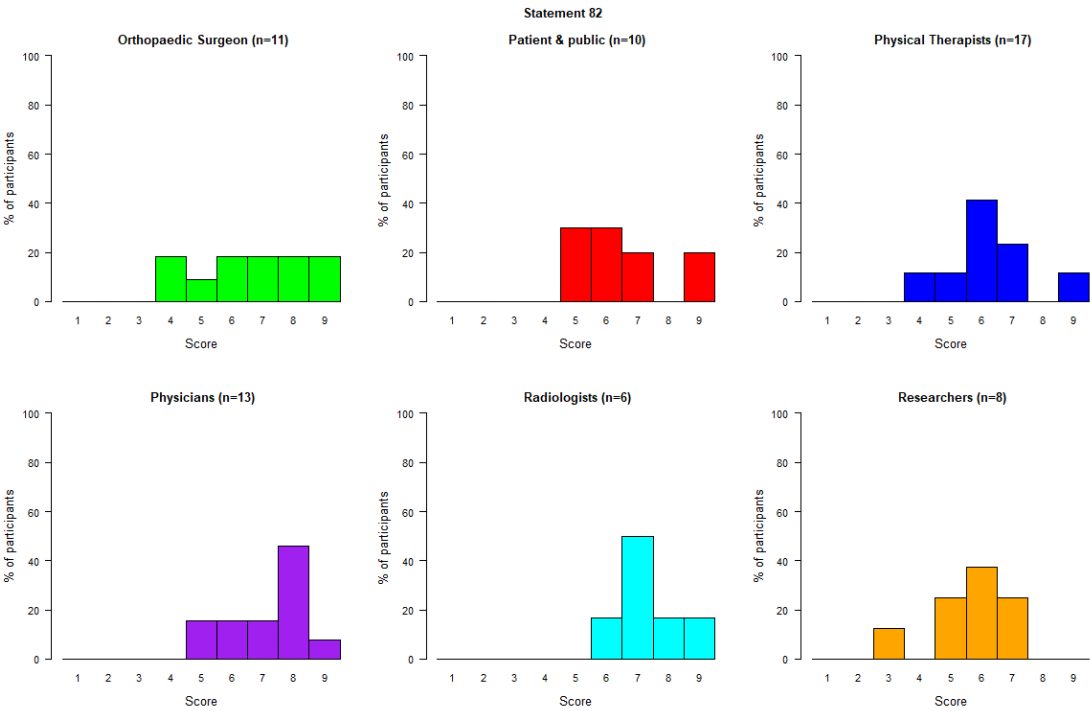 Statement 82
Orthopaedic Surgeon (n=11)
% of participants
100
80
60
40
20
0
1 2 3 4 5 6 7 8 9
Score
Patient & public (n=10)
% of participants
100
80
60
40
20
0
1 2 3 4 5 6 7 8 9
Score
Physical Therapists (n=17)
% of participants
100
80
60
40
20
0
1 2 3 4 5 6 7 8 9
Score
Physicians (n=13)
% of participants
100
80
60
40
20
0
1 2 3 4 5 6 7 8 9
Score
Radiologists (n=6)
% of participants
100
80
60
40
20
0
1 2 3 4 5 6 7 8 9
Score
Researchers (n=8)
% of participants
100
80
60
40
20
0
1 2 3 4 5 6 7 8 9
Score